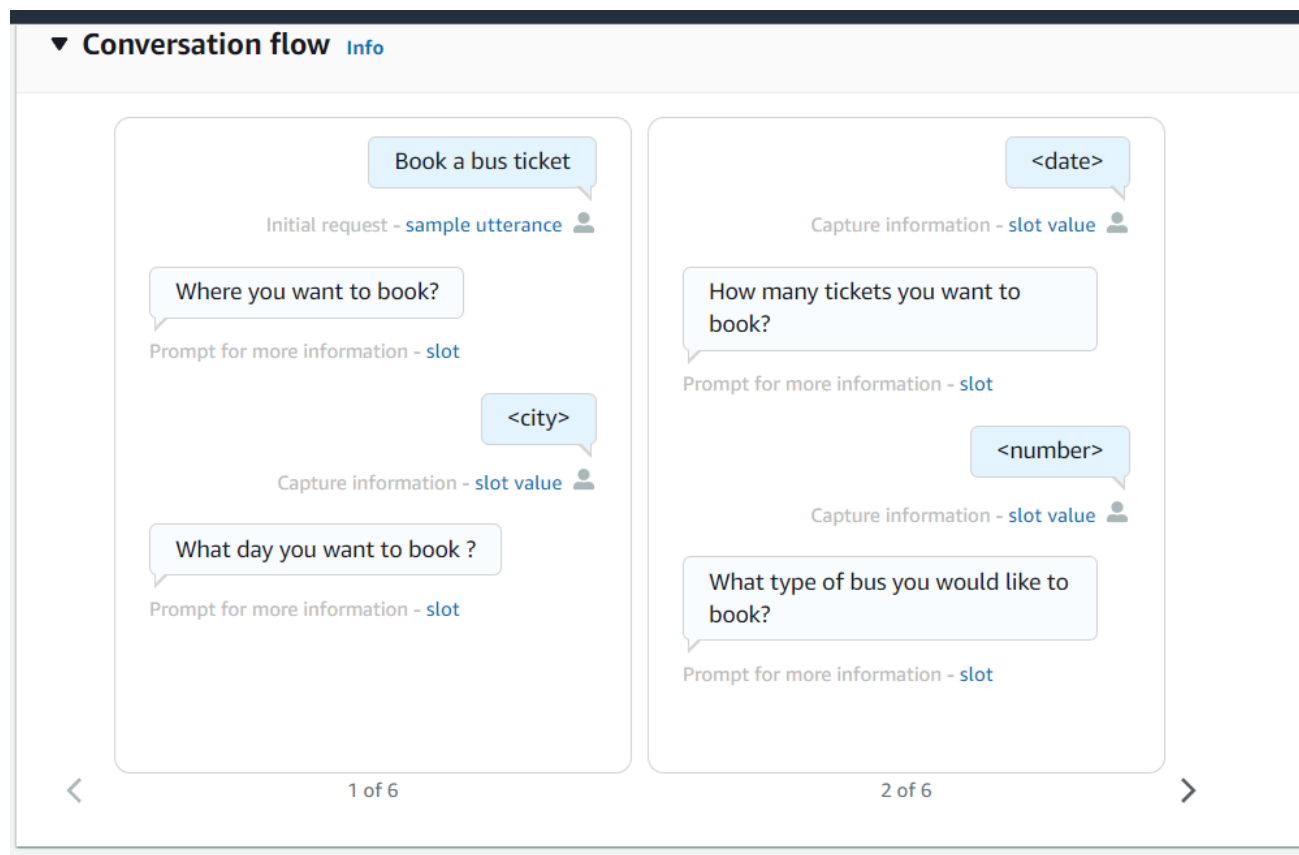 Conversation flow Info
Book a bus ticket
Initial request - sample utterance
Where you want to book?
Prompt for more information - slot
<city>
Capture information - slot value
What day you want to book ?
Prompt for more information - slot
1 of 6
<date>
Capture information - slot value
How many tickets you want to
book?
Prompt for more information - slot
<number>
Capture information - slot value
What type of bus you would like to
book?
Prompt for more information - slot
2 of 6